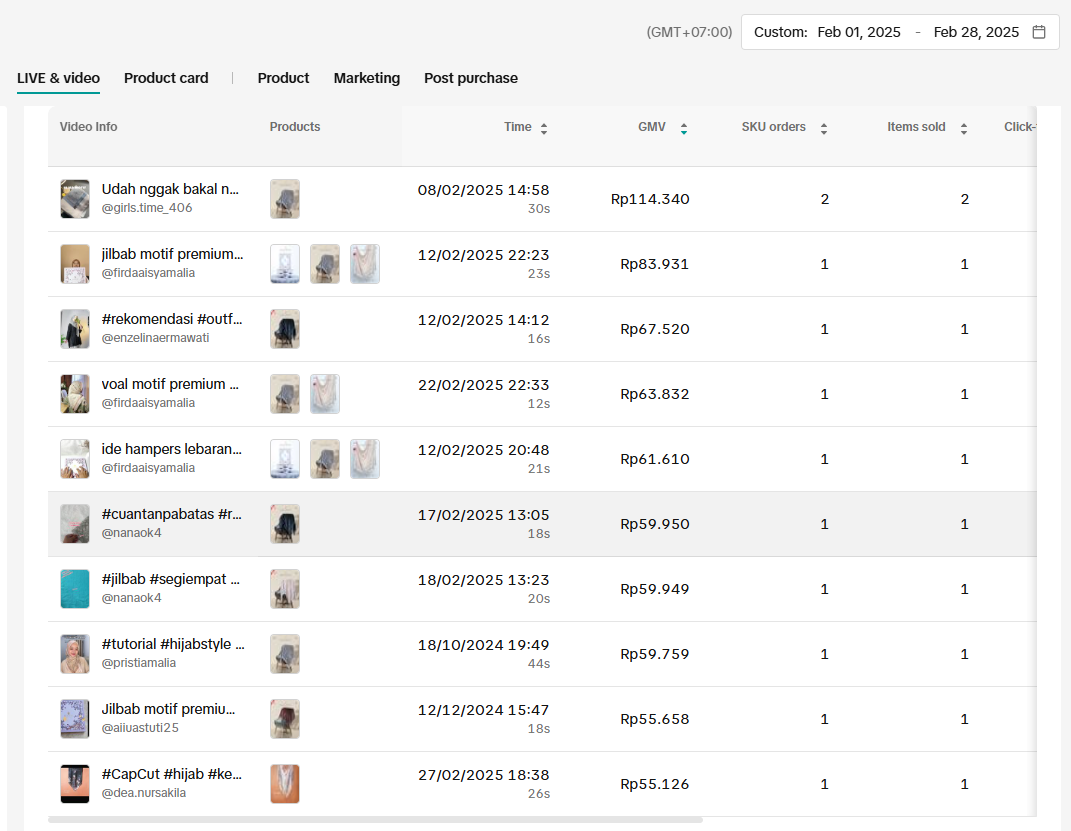 (GMT+07:00) Custom: Feb 01, 2025 - Feb 28, 2025
LIVE & video Product card Product Marketing Post purchase
Video Info Products Time GMV SKU orders Items sold Click-
Udah nggak bakal n... 08/02/2025 14:58 Rp114.340 2 2
@girls.time_406 30s
jilbab motif premium... 12/02/2025 22:23 Rp83.931 1 1
@firdaaisyamalia 23s
#rekomendasi #outf... 12/02/2025 14:12 Rp67.520 1 1
@enzelinaermawati 16s
voal motif premium ... 22/02/2025 22:33 Rp63.832 1 1
@firdaaisyamalia 12s
ide hampers lebaran... 12/02/2025 20:48 Rp61.610 1 1
@firdaaisyamalia 21s
#cuantanpabatas #r... 17/02/2025 13:05 Rp59.950 1 1
@nanaok4 18s
#jilbab #segiempat ... 18/02/2025 13:23 Rp59.949 1 1
@nanaok4 20s
#tutorial #hijabstyle ... 18/10/2024 19:49 Rp59.759 1 1
@pristiamalia 44s
Jilbab motif premiu... 12/12/2024 15:47 Rp55.658 1 1
@aiiuastuti25 18s
#CapCut #hijab #ke... 27/02/2025 18:38 Rp55.126 1 1
@dea.nursakila 26s